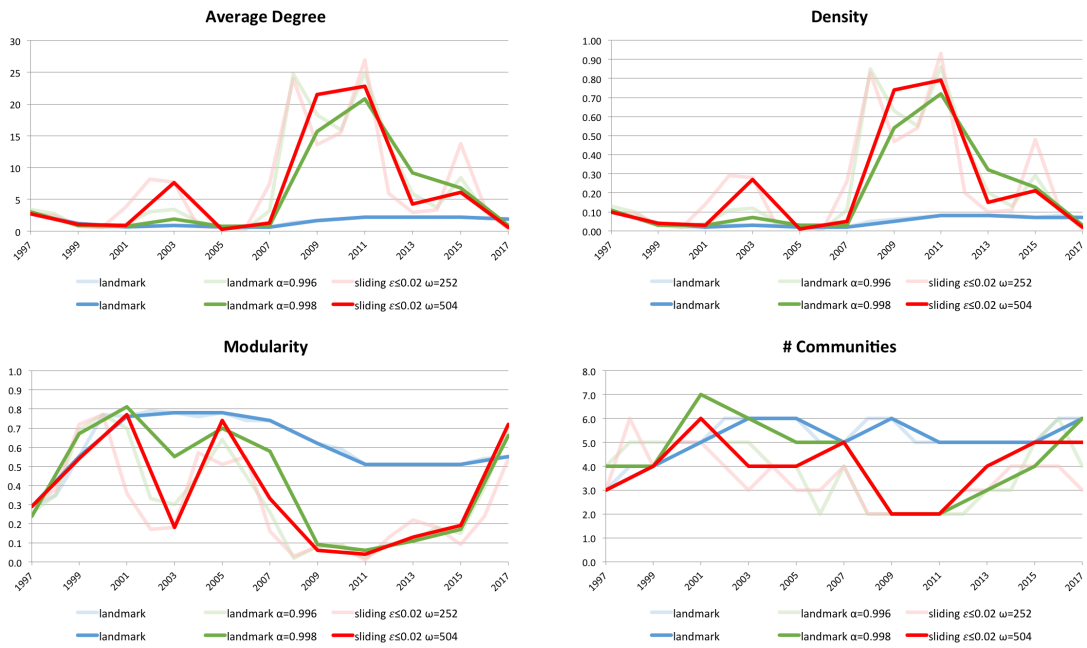 Average Degree
30
25
20
15
10
5
0
1997 1999 2001 2003 2005 2007 2009 2011 2013 2015 2017
landmark landmark α=0.996 sliding ε≤0.02 ω=252
landmark landmark α=0.998 sliding ε≤0.02 ω=504
Density
1.00
0.90
0.80
0.70
0.60
0.50
0.40
0.30
0.20
0.10
0.00
1997 1999 2001 2003 2005 2007 2009 2011 2013 2015 2017
landmark landmark α=0.996 sliding ε≤0.02 ω=252
landmark landmark α=0.998 sliding ε≤0.02 ω=504
Modularity
1.0
0.9
0.8
0.7
0.6
0.5
0.4
0.3
0.2
0.1
0.0
1997 1999 2001 2003 2005 2007 2009 2011 2013 2015 2017
landmark landmark α=0.996 sliding ε≤0.02 ω=252
landmark landmark α=0.998 sliding ε≤0.02 ω=504
# Communities
8.0
7.0
6.0
5.0
4.0
3.0
2.0
1.0
0.0
1997 1999 2001 2003 2005 2007 2009 2011 2013 2015 2017
landmark landmark α=0.996 sliding ε≤0.02 ω=252
landmark landmark α=0.998 sliding ε≤0.02 ω=504